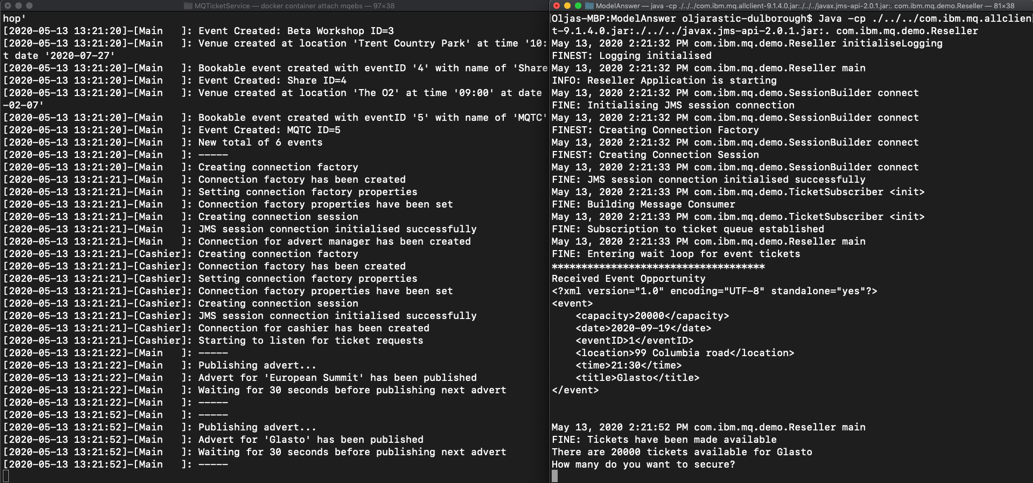 MQTicketService — docker container attach mqebs — 97×38
hop'
[2020-05-13 13:21:20]-[Main   ]: Event Created: Beta Workshop ID=3
[2020-05-13 13:21:20]-[Main   ]: Venue created at location 'Trent Country Park' at time '10:
t date '2020-07-27'
[2020-05-13 13:21:20]-[Main   ]: Bookable event created with eventID '4' with name of 'Share
[2020-05-13 13:21:20]-[Main   ]: Event Created: Share ID=4
[2020-05-13 13:21:20]-[Main   ]: Venue created at location 'The O2' at time '09:00' at date
-02-07'
[2020-05-13 13:21:20]-[Main   ]: Bookable event created with eventID '5' with name of 'MQTC'
[2020-05-13 13:21:20]-[Main   ]: Event Created: MQTC ID=5
[2020-05-13 13:21:20]-[Main   ]: New total of 6 events
[2020-05-13 13:21:20]-[Main   ]: -----
[2020-05-13 13:21:20]-[Main   ]: Creating connection factory
[2020-05-13 13:21:21]-[Main   ]: Connection factory has been created
[2020-05-13 13:21:21]-[Main   ]: Setting connection factory properties
[2020-05-13 13:21:21]-[Main   ]: Connection factory properties have been set
[2020-05-13 13:21:21]-[Main   ]: Creating connection session
[2020-05-13 13:21:21]-[Main   ]: JMS session connection initialised successfully
[2020-05-13 13:21:21]-[Main   ]: Connection for advert manager has been created
[2020-05-13 13:21:21]-[Cashier]: Creating connection factory
[2020-05-13 13:21:21]-[Cashier]: Connection factory has been created
[2020-05-13 13:21:21]-[Cashier]: Setting connection factory properties
[2020-05-13 13:21:21]-[Cashier]: Connection factory properties have been set
[2020-05-13 13:21:21]-[Cashier]: Creating connection session
[2020-05-13 13:21:21]-[Cashier]: JMS session connection initialised successfully
[2020-05-13 13:21:21]-[Cashier]: Connection for cashier has been created
[2020-05-13 13:21:21]-[Cashier]: Starting to listen for ticket requests
[2020-05-13 13:21:22]-[Main   ]: -----
[2020-05-13 13:21:22]-[Main   ]: Publishing advert...
[2020-05-13 13:21:22]-[Main   ]: Advert for 'European Summit' has been published
[2020-05-13 13:21:22]-[Main   ]: Waiting for 30 seconds before publishing next advert
[2020-05-13 13:21:22]-[Main   ]: -----
[2020-05-13 13:21:52]-[Main   ]: -----
[2020-05-13 13:21:52]-[Main   ]: Publishing advert...
[2020-05-13 13:21:52]-[Main   ]: Advert for 'Glasto' has been published
[2020-05-13 13:21:52]-[Main   ]: Waiting for 30 seconds before publishing next advert
[2020-05-13 13:21:52]-[Main   ]: -----
ModelAnswer — java -cp ./../../com.ibm.mq.allclient-9.1.4.0.jar:./../../javax.jms-api-2.0.1.jar:. com.ibm.mq.demo.Reseller — 81×38
Oljas-MBP:ModelAnswer oljarastic-dulborough$ Java -cp ./../../com.ibm.mq.allclien
t-9.1.4.0.jar:./../../javax.jms-api-2.0.1.jar:. com.ibm.mq.demo.Reseller
May 13, 2020 2:21:32 PM com.ibm.mq.demo.Reseller initialiseLogging
FINEST: Logging initialised
May 13, 2020 2:21:32 PM com.ibm.mq.demo.Reseller main
INFO: Reseller Application is starting
May 13, 2020 2:21:32 PM com.ibm.mq.demo.SessionBuilder connect
FINE: Initialising JMS session connection
May 13, 2020 2:21:32 PM com.ibm.mq.demo.SessionBuilder connect
FINEST: Creating Connection Factory
May 13, 2020 2:21:32 PM com.ibm.mq.demo.SessionBuilder connect
FINEST: Creating Connection Session
May 13, 2020 2:21:33 PM com.ibm.mq.demo.SessionBuilder connect
FINE: JMS session connection initialised successfully
May 13, 2020 2:21:33 PM com.ibm.mq.demo.TicketSubscriber <init>
FINE: Building Message Consumer
May 13, 2020 2:21:33 PM com.ibm.mq.demo.TicketSubscriber <init>
FINE: Subscription to ticket queue established
May 13, 2020 2:21:33 PM com.ibm.mq.demo.Reseller main
FINE: Entering wait loop for event tickets
************************************
Received Event Opportunity
<?xml version="1.0" encoding="UTF-8" standalone="yes"?>
<event>
    <capacity>20000</capacity>
    <date>2020-09-19</date>
    <eventID>1</eventID>
    <location>99 Columbia road</location>
    <time>21:30</time>
    <title>Glasto</title>
</event>
May 13, 2020 2:21:52 PM com.ibm.mq.demo.Reseller main
FINE: Tickets have been made available
There are 20000 tickets available for Glasto
How many do you want to secure?